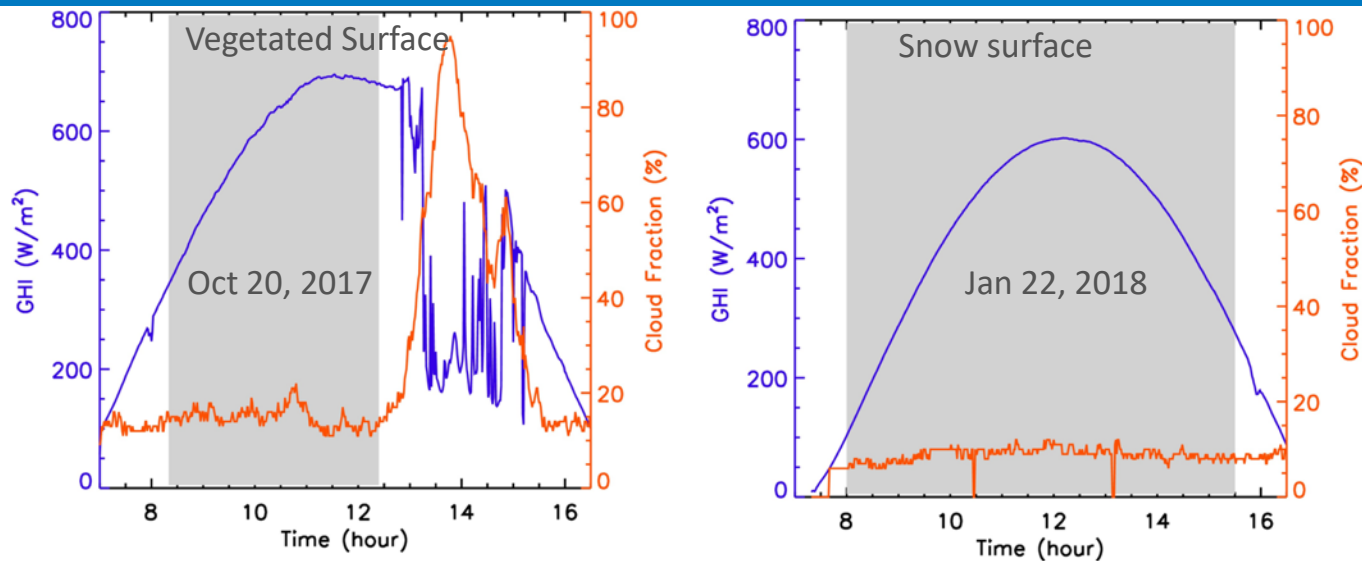 Vegetated Surface
Oct 20, 2017
GHI (W/m²)
800
600
400
200
0
8 10 12 14 16
Time (hour)
100
80
60
40
20
0
Cloud Fraction (%)
Snow surface
Jan 22, 2018
GHI (W/m²)
800
600
400
200
0
8 10 12 14 16
Time (hour)
100
80
60
40
20
0
Cloud Fraction (%)